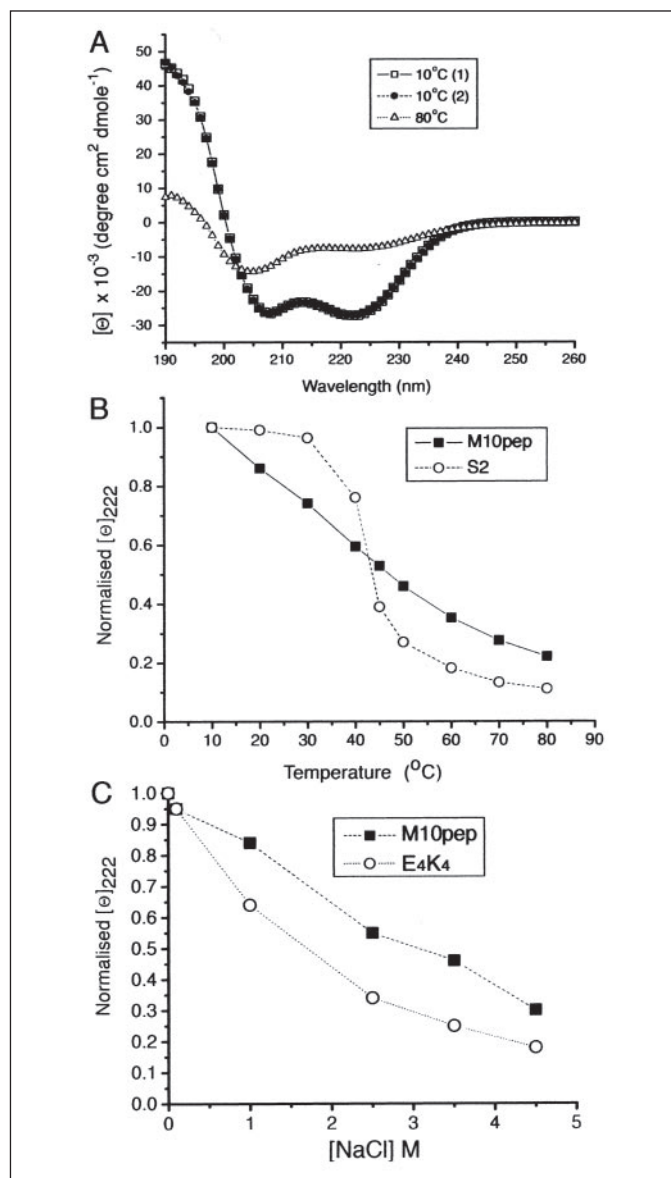 A
[Θ] x 10⁻³ (degree cm² dmole⁻¹)
50
40
30
20
10
0
-10
-20
-30
10°C (1)
10°C (2)
80°C
190 200 210 220 230 240 250 260
Wavelength (nm)
B
Normalised [Θ]222
1.0
0.8
0.6
0.4
0.2
0.0
M10pep
S2
0 10 20 30 40 50 60 70 80 90
Temperature (°C)
C
Normalised [Θ]222
1.0
0.9
0.8
0.7
0.6
0.5
0.4
0.3
0.2
0.1
0.0
M10pep
E4K4
0 1 2 3 4 5
[NaCl] M